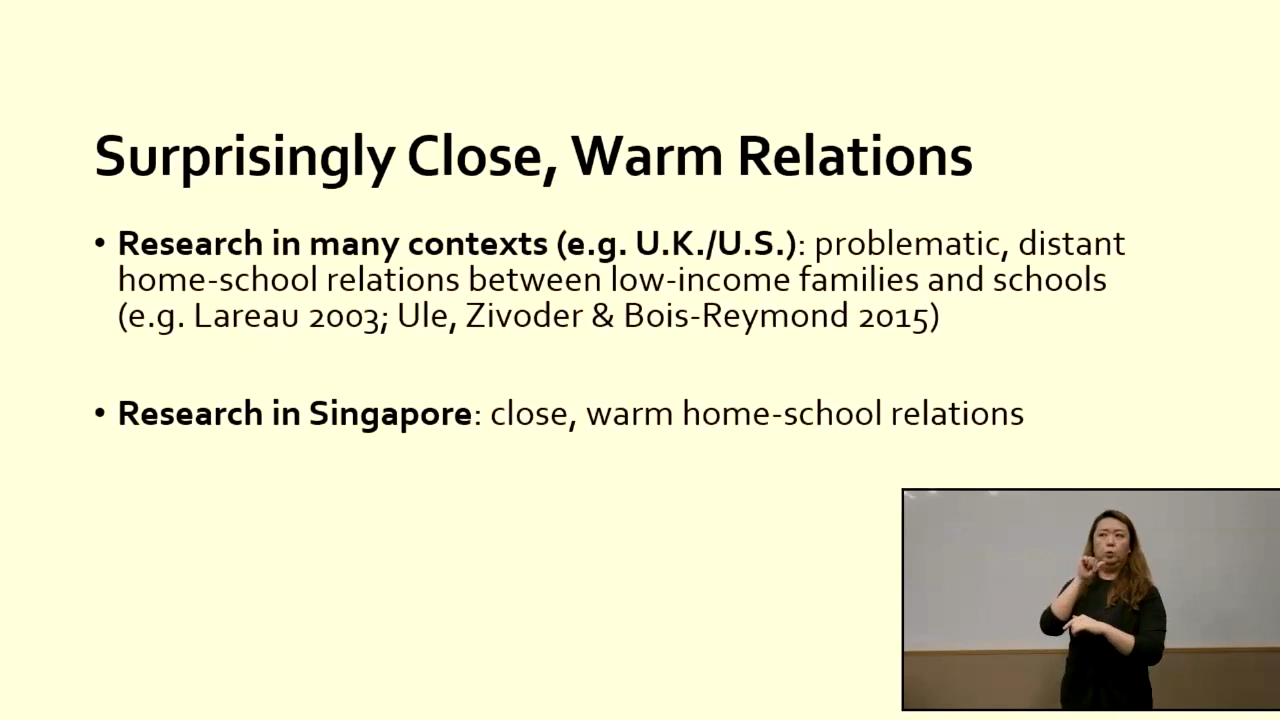 Surprisingly Close, Warm Relations
• Research in many contexts (e.g. U.K./U.S.): problematic, distant
home-school relations between low-income families and schools
(e.g. Lareau 2003; Ule, Zivoder & Bois-Reymond 2015)
• Research in Singapore: close, warm home-school relations